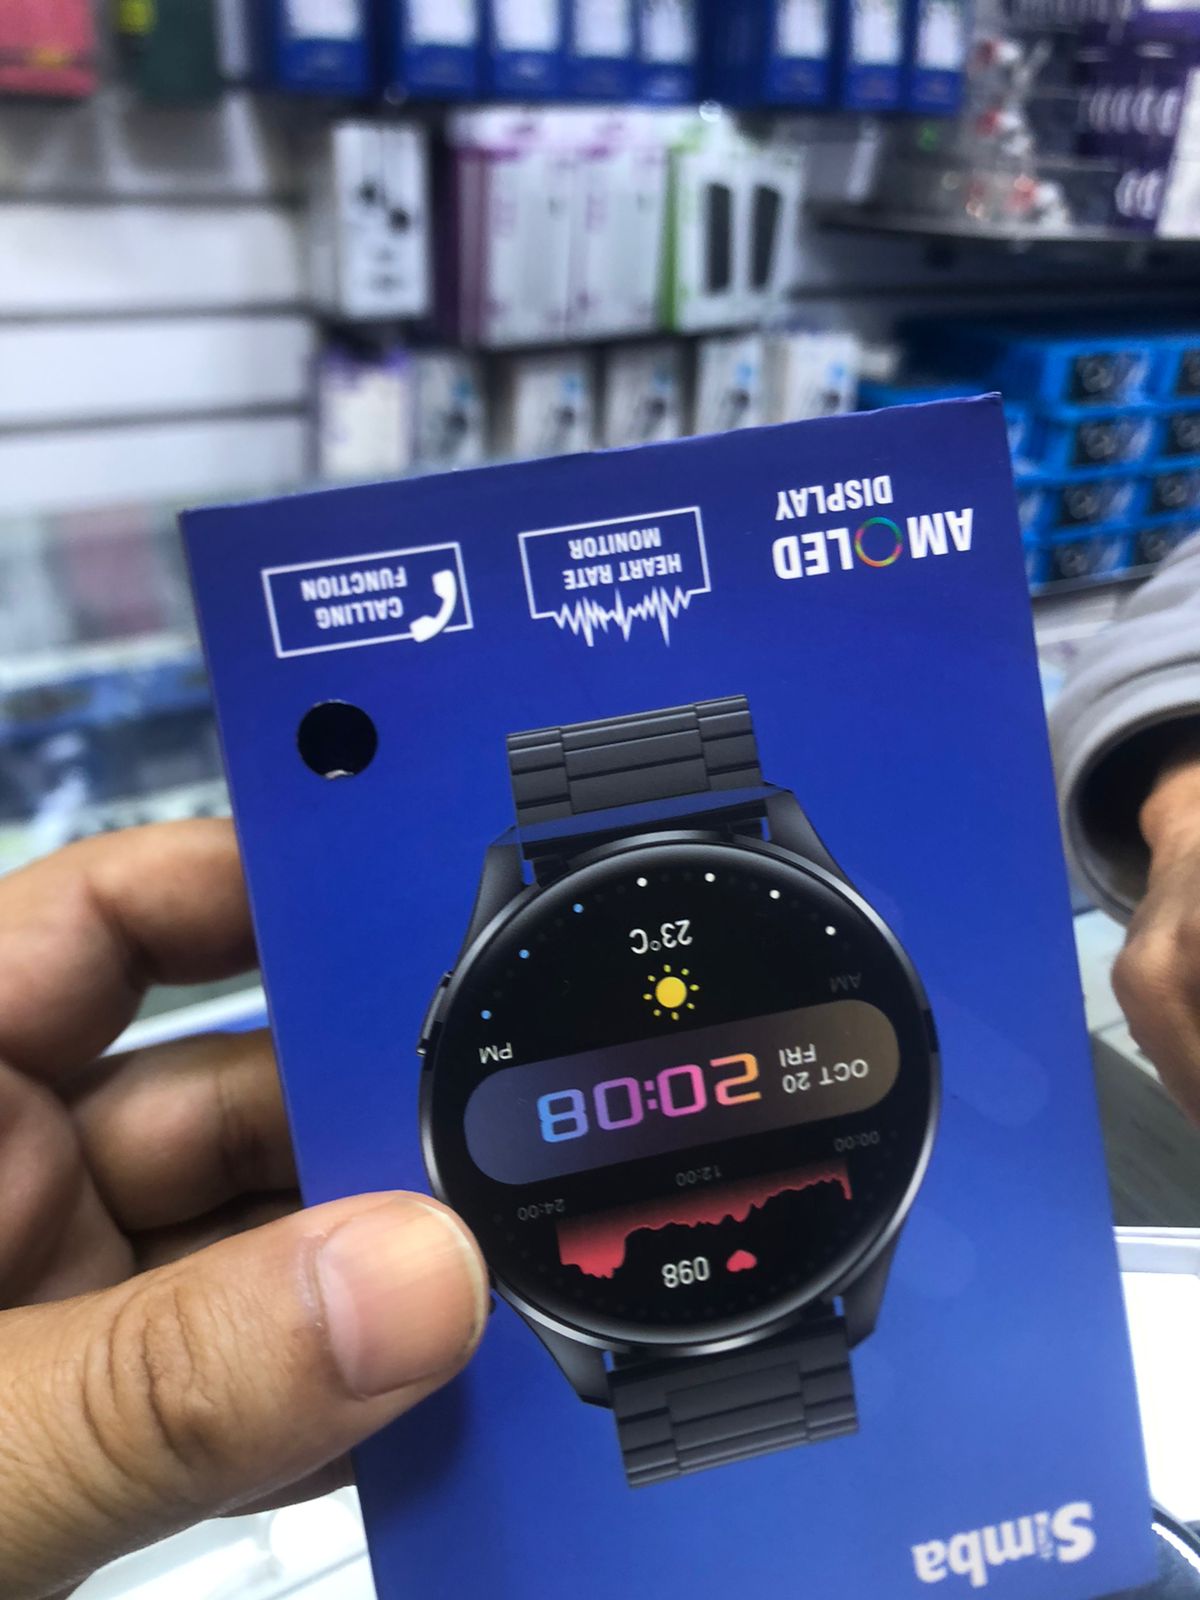 Simba
098
00:00
12:00
24:00
OCT 20
FRI
20:08
AM
PM
23°C
AMOLED
DISPLAY
HEART RATE
MONITOR
CALLING
FUNCTION